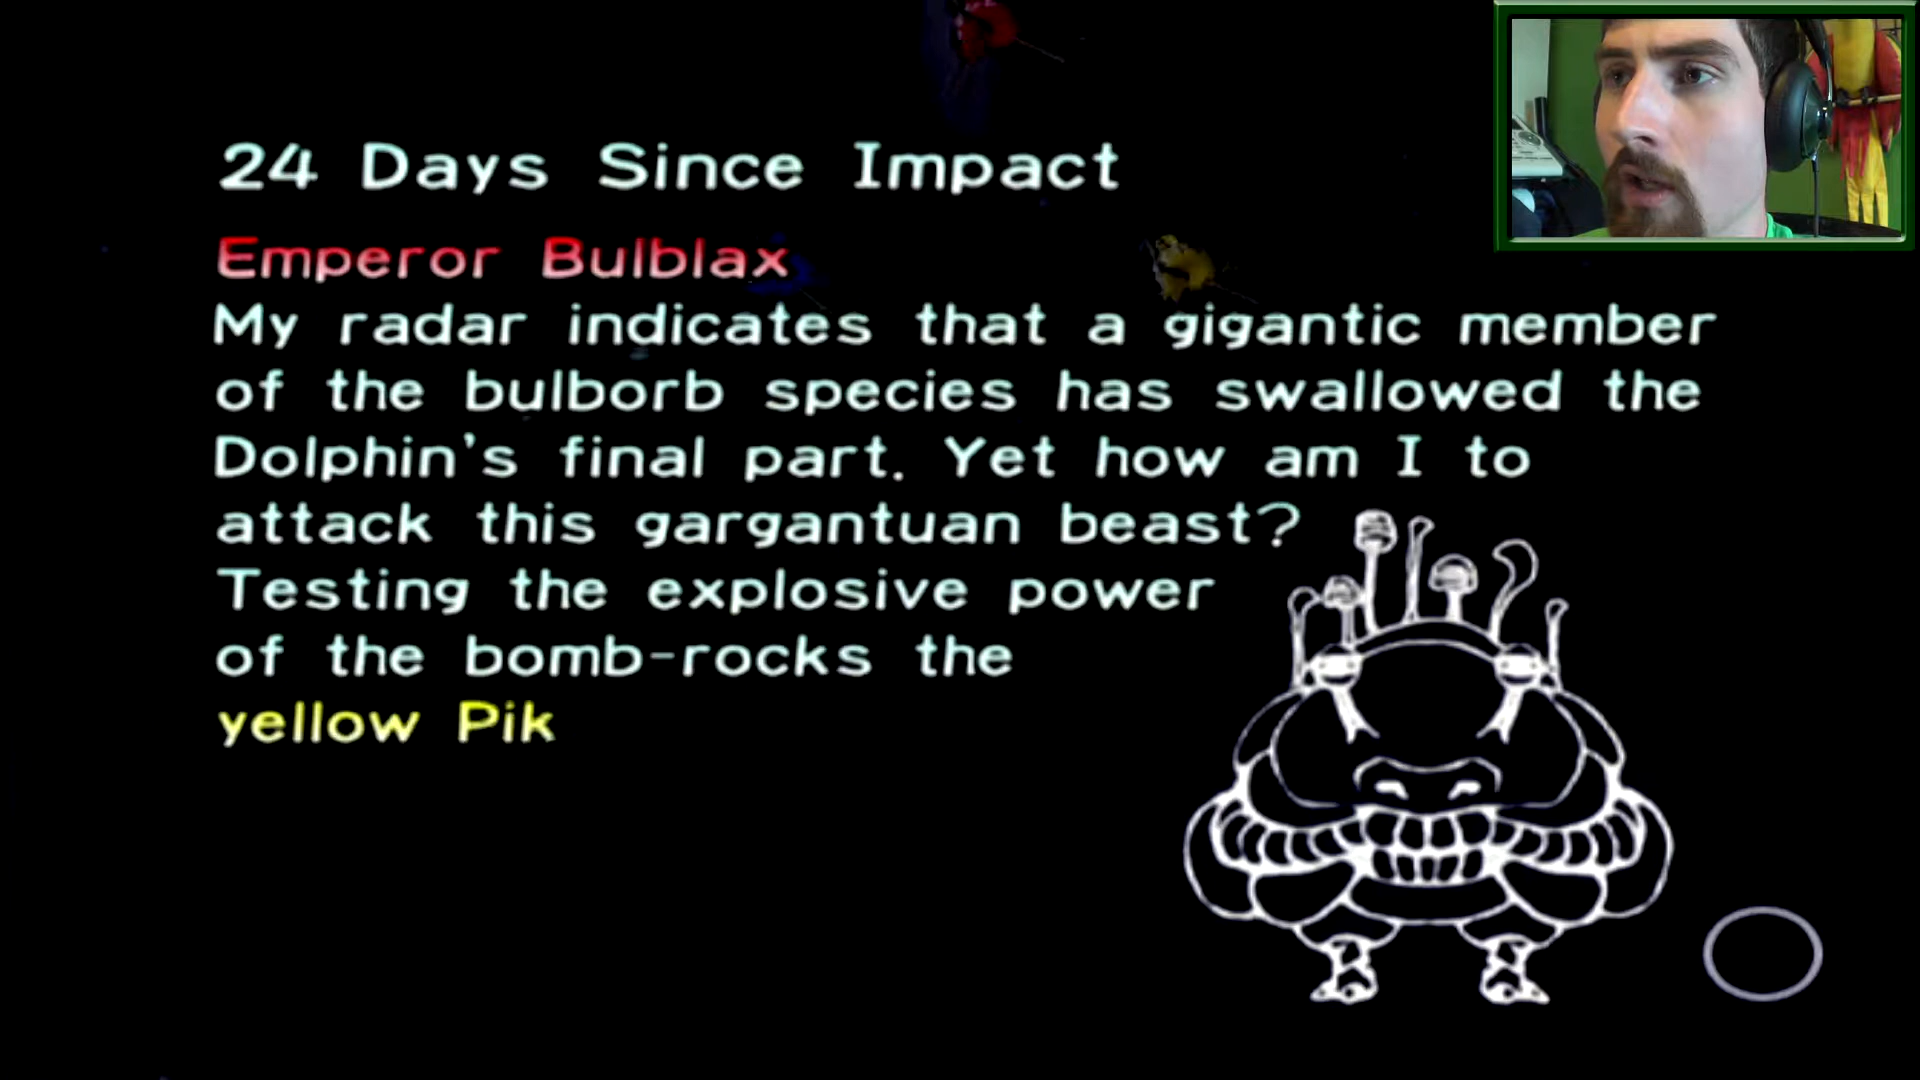 24 Days Since Impact
Emperor Bulblax
My radar indicates that a gigantic member
of the bulborb species has swallowed the
Dolphin's final part. Yet how am I to
attack this gargantuan beast?
Testing the explosive power
of the bomb-rocks the
yellow Pik